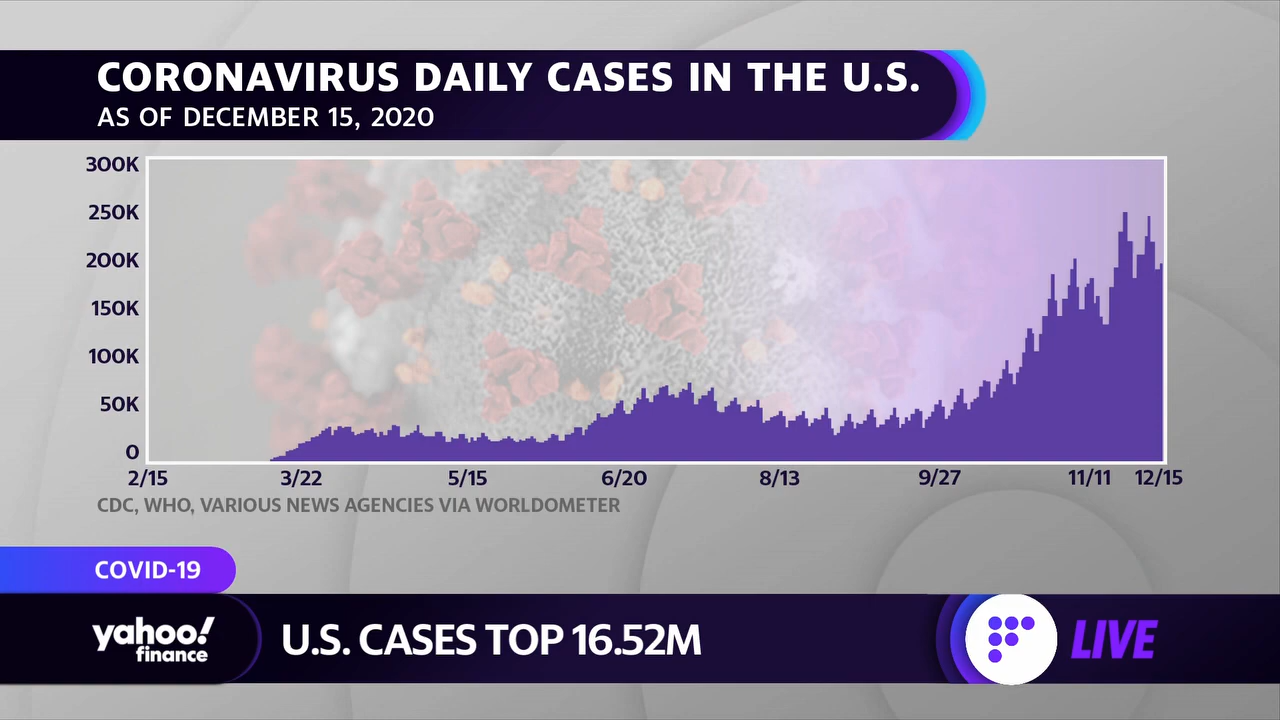 CORONAVIRUS DAILY CASES IN THE U.S.
AS OF DECEMBER 15, 2020
300K
250K
200K
150K
100K
50K
0
2/15 3/22 5/15 6/20 8/13 9/27 11/11 12/15
CDC, WHO, VARIOUS NEWS AGENCIES VIA WORLDOMETER
COVID-19
yahoo!
finance
U.S. CASES TOP 16.52M
LIVE